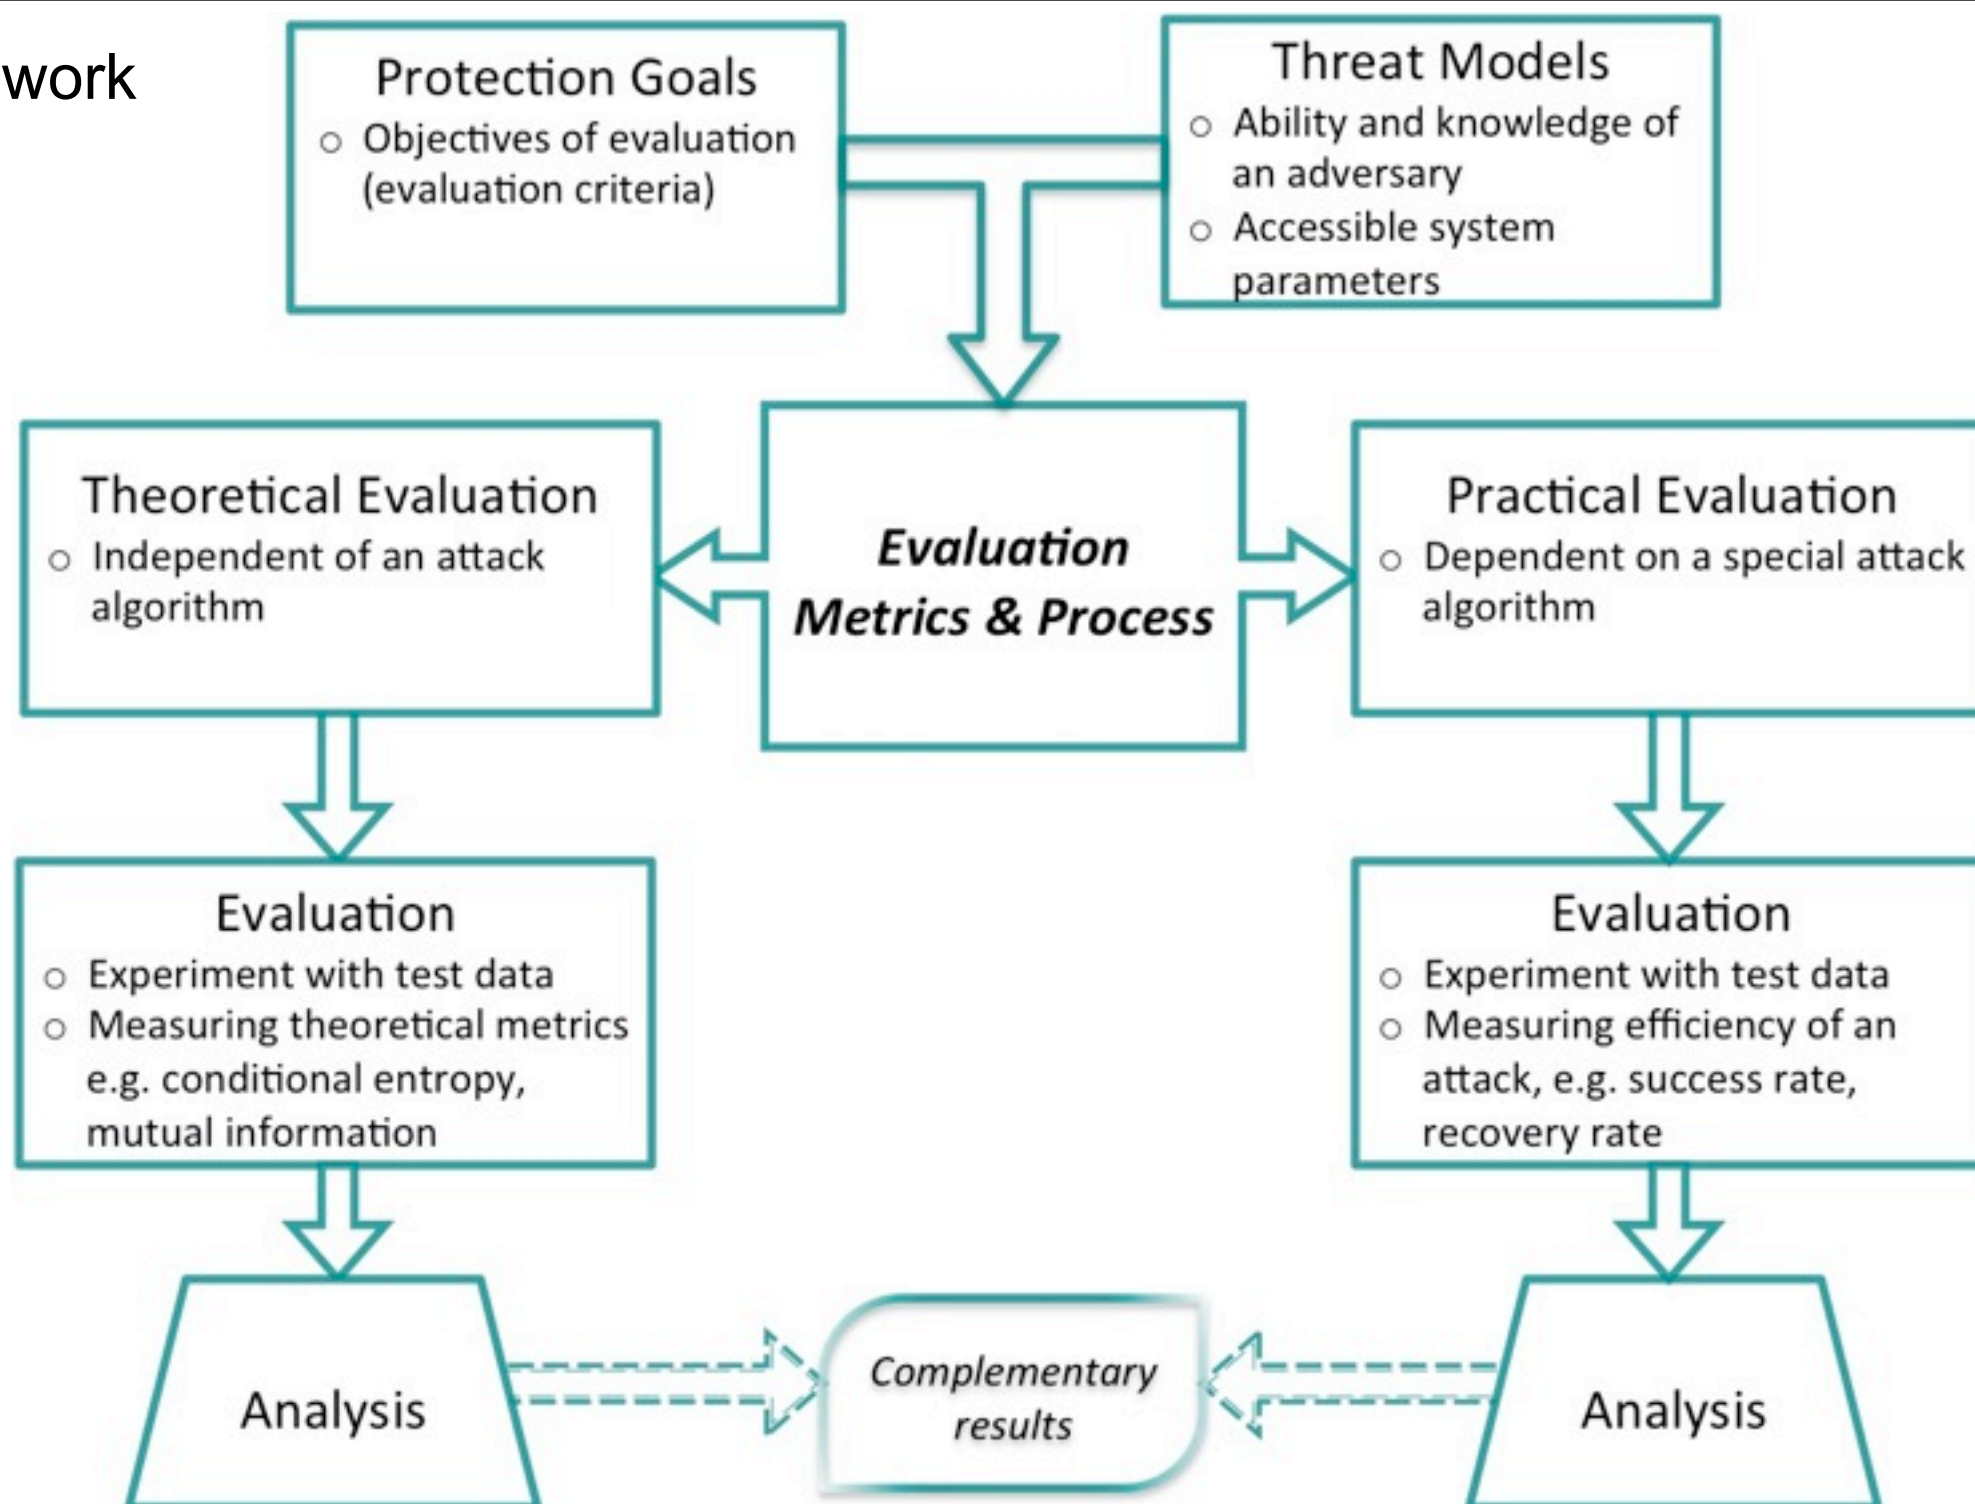 work
Protection Goals
○ Objectives of evaluation
(evaluation criteria)
Threat Models
○ Ability and knowledge of
an adversary
○ Accessible system
parameters
Theoretical Evaluation
○ Independent of an attack
algorithm
Evaluation
Metrics & Process
Practical Evaluation
○ Dependent on a special attack
algorithm
Evaluation
○ Experiment with test data
○ Measuring theoretical metrics
e.g. conditional entropy,
mutual information
Evaluation
○ Experiment with test data
○ Measuring efficiency of an
attack, e.g. success rate,
recovery rate
Analysis
Complementary
results
Analysis